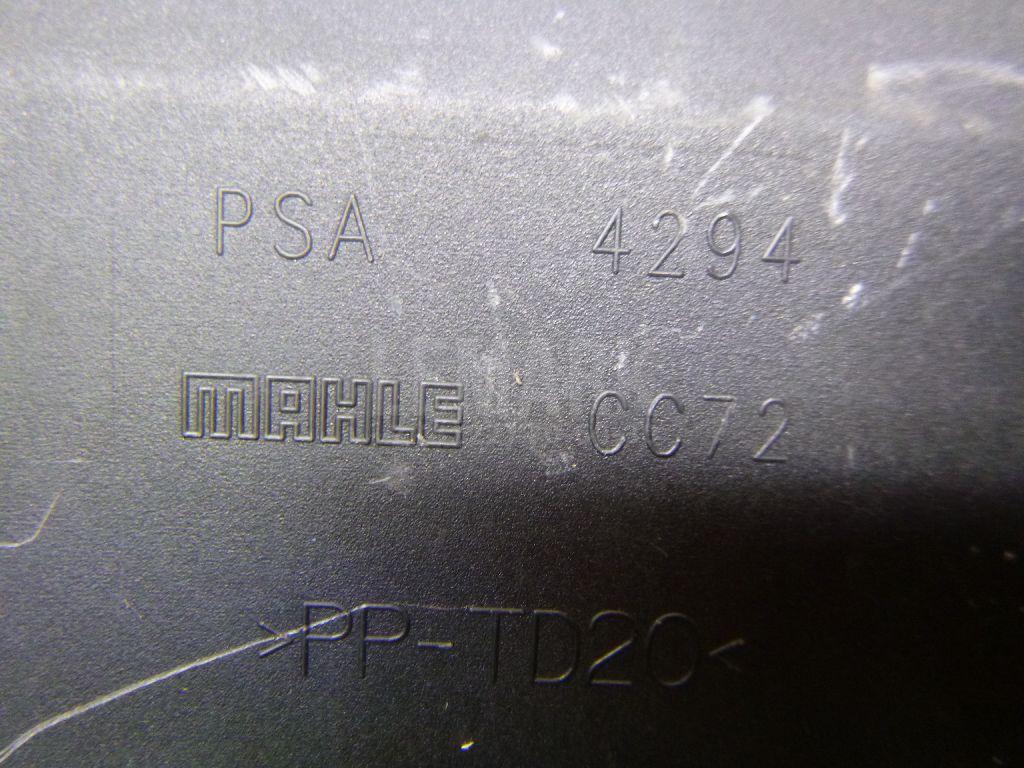 PSA 4294
MAHLE CC72
>PP-TD20<